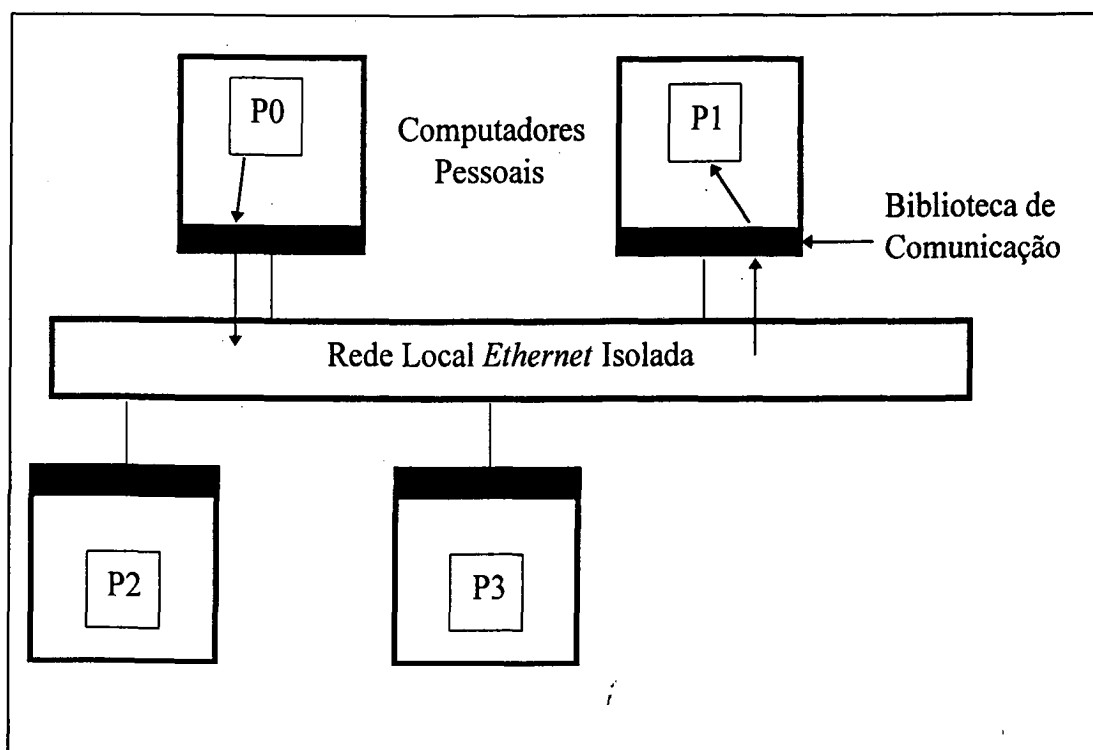 P0
Computadores
Pessoais
P1
Biblioteca de
Comunicação
Rede Local Ethernet Isolada
P2
P3